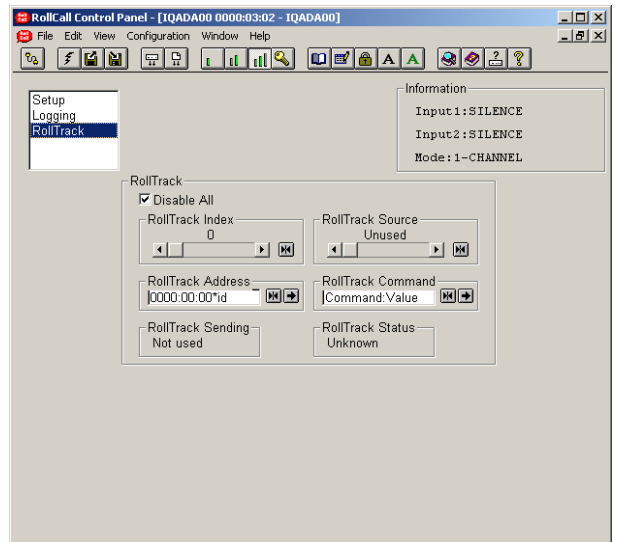 RollCall Control Panel - [IQADA00 0000:03:02 - IQADA00]
File Edit View Configuration Window Help
A A ?
Setup
Logging
RollTrack
Information
Input1:SILENCE
Input2:SILENCE
Mode:1-CHANNEL
RollTrack
Disable All
RollTrack Index
0
RollTrack Source
Unused
RollTrack Address
0000:00:00*id
RollTrack Command
Command:Value
RollTrack Sending
Not used
RollTrack Status
Unknown